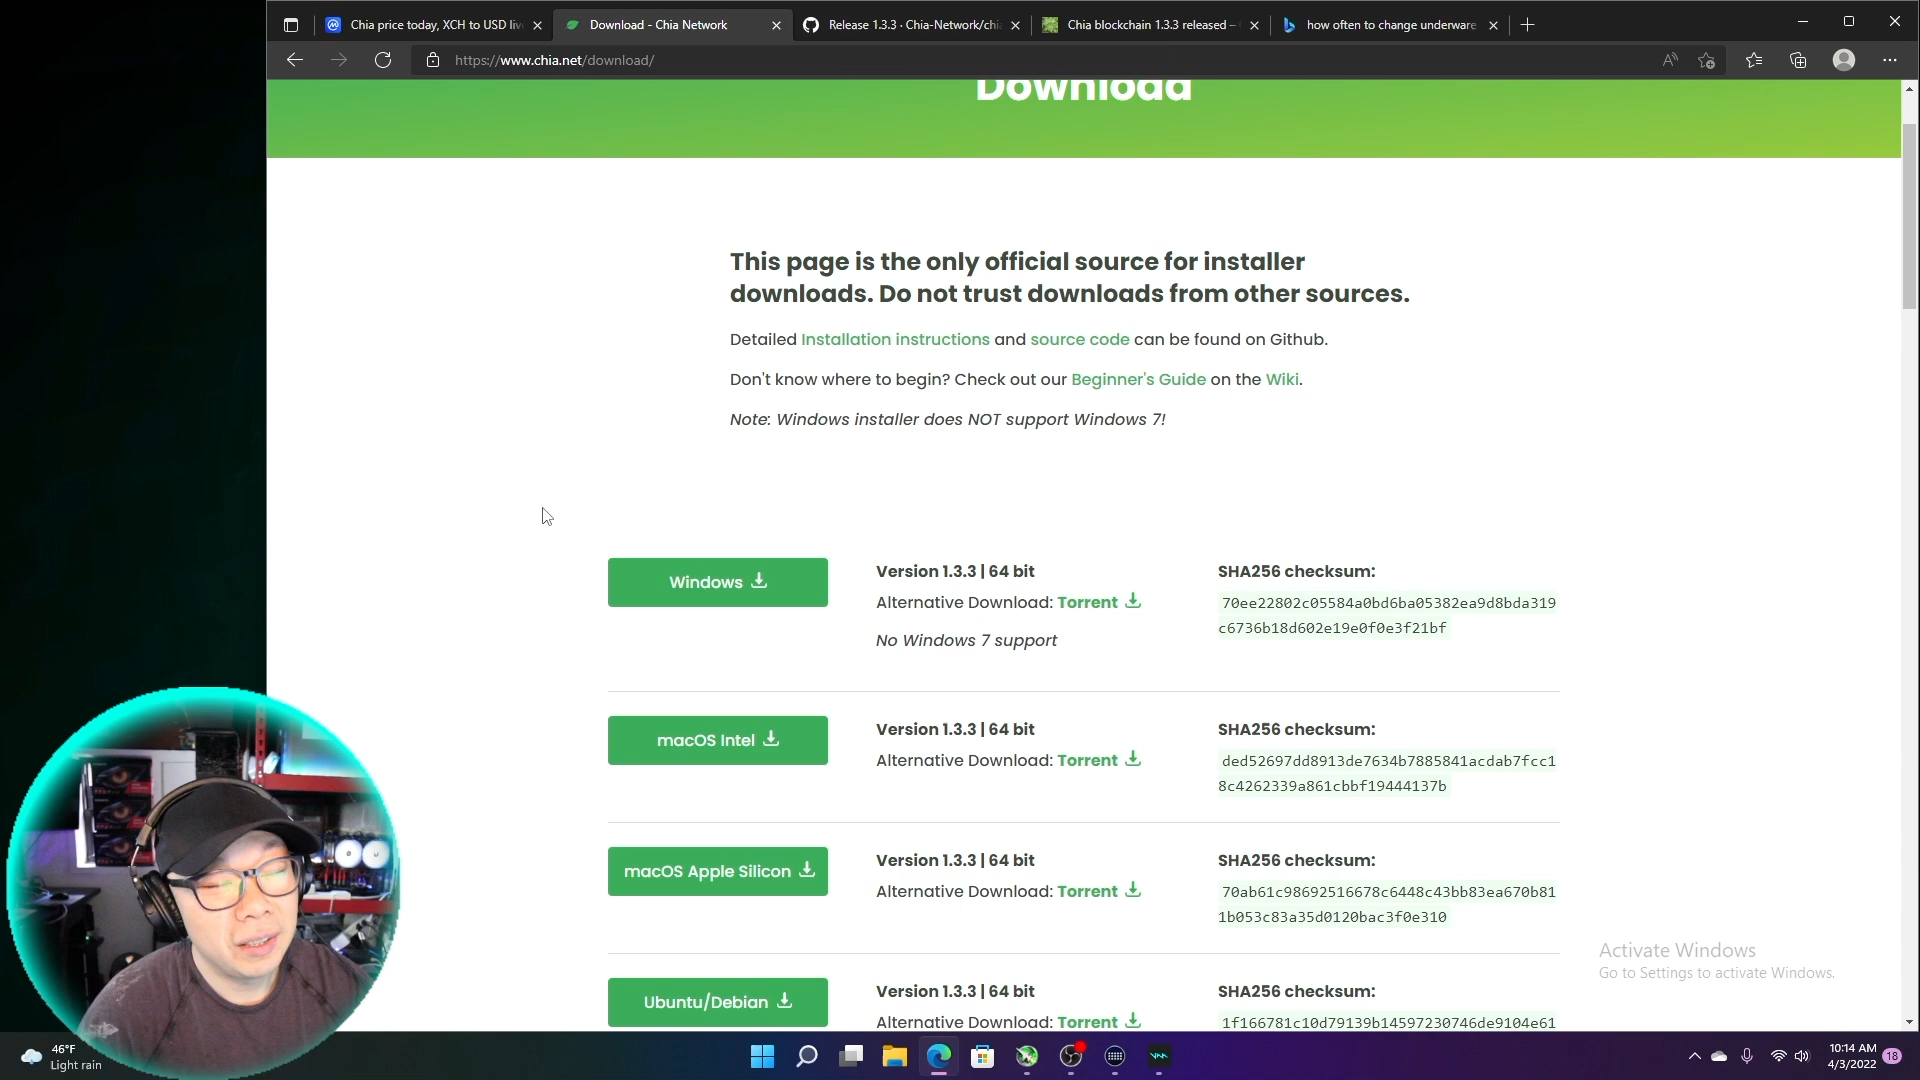 Chia price today, XCH to USD liv
Download - Chia Network
Release 1.3.3 · Chia-Network/chi
Chia blockchain 1.3.3 released –
how often to change underware
https://www.chia.net/download/
Download
This page is the only official source for installer
downloads. Do not trust downloads from other sources.
Detailed Installation instructions and source code can be found on Github.
Don't know where to begin? Check out our Beginner's Guide on the Wiki.
Note: Windows installer does NOT support Windows 7!
Windows
Version 1.3.3 | 64 bit
Alternative Download: Torrent
No Windows 7 support
SHA256 checksum:
70ee22802c05584a0bd6ba05382ea9d8bda319
c6736b18d602e19e0f0e3f21bf
macOS Intel
Version 1.3.3 | 64 bit
Alternative Download: Torrent
SHA256 checksum:
ded52697dd8913de7634b7885841acdab7fcc1
8c4262339a861cbbf19444137b
macOS Apple Silicon
Version 1.3.3 | 64 bit
Alternative Download: Torrent
SHA256 checksum:
70ab61c98692516678c6448c43bb83ea670b81
1b053c83a35d0120bac3f0e310
Ubuntu/Debian
Version 1.3.3 | 64 bit
Alternative Download: Torrent
SHA256 checksum:
1f166781c10d79139b14597230746de9104e61
Activate Windows
Go to Settings to activate Windows.
46°F
Light rain
10:14 AM
4/3/2022
18